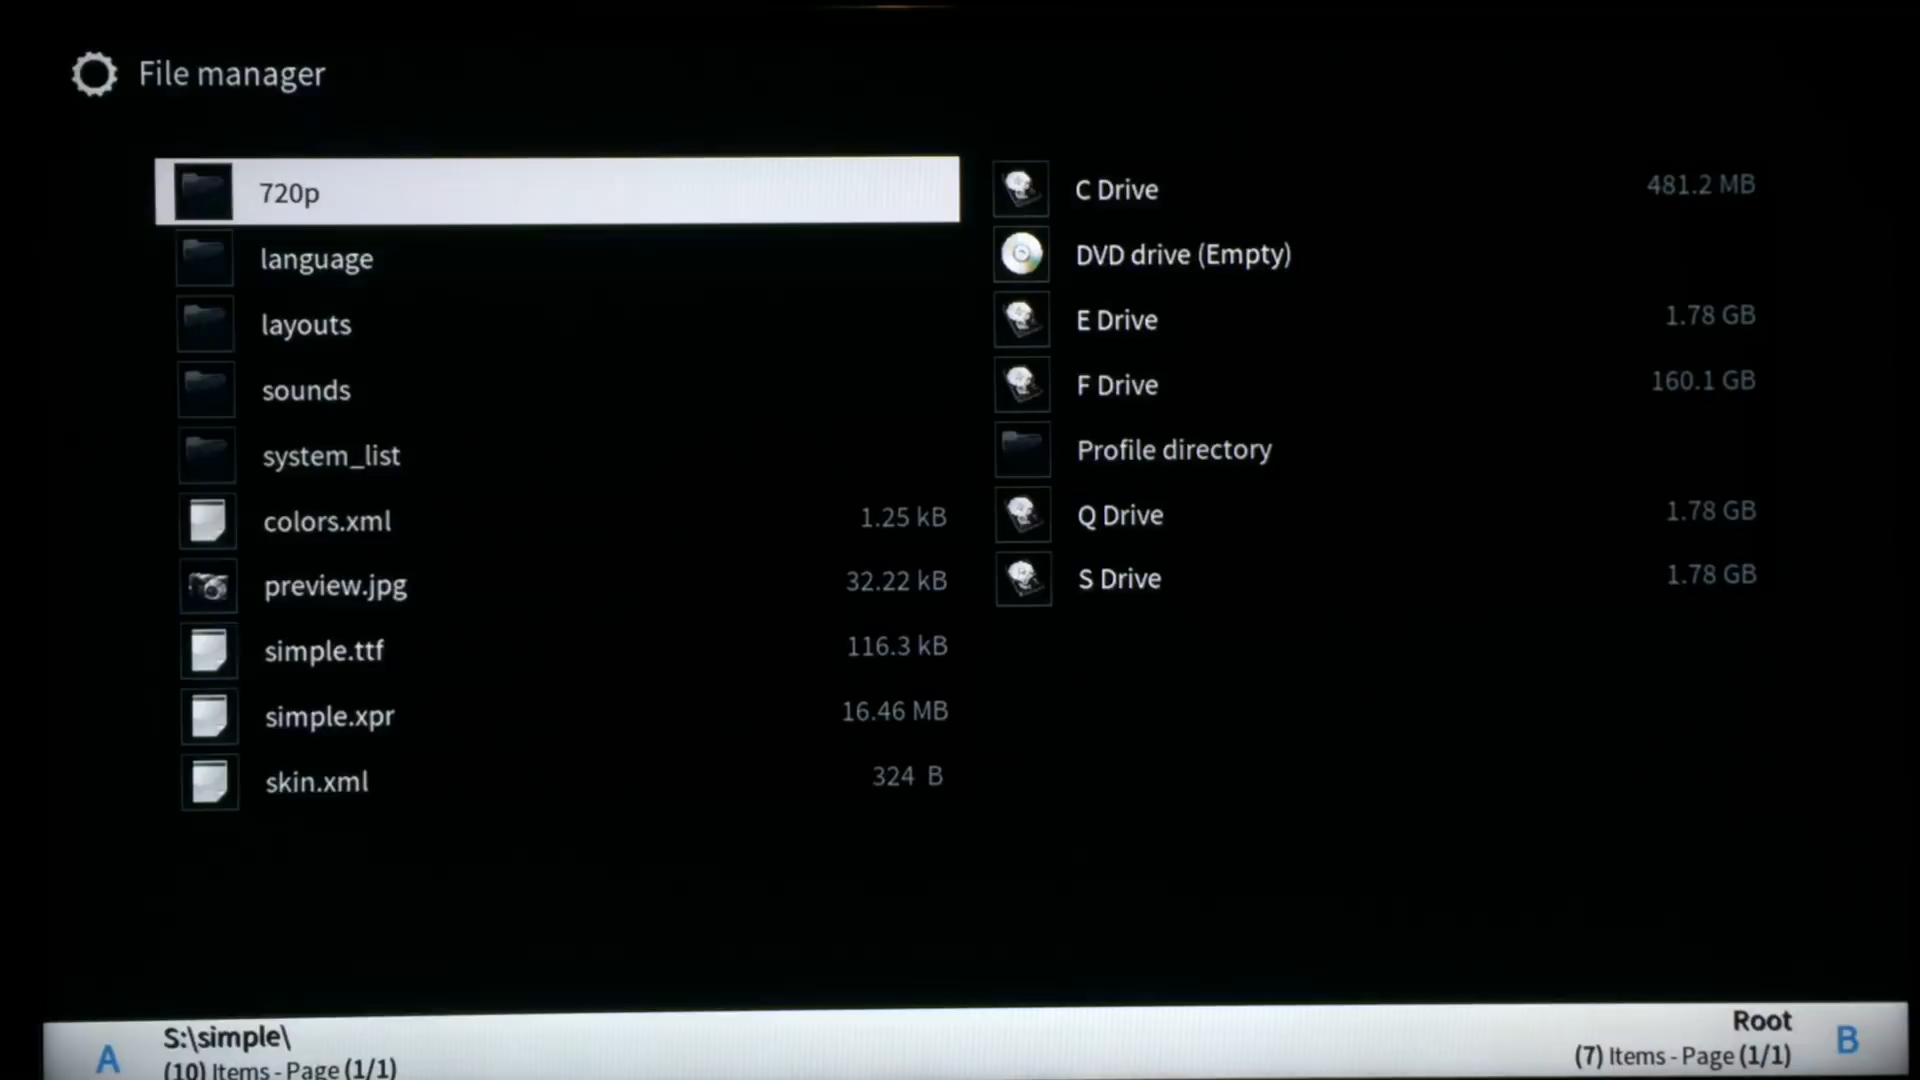 File manager
720p
language
layouts
sounds
system_list
colors.xml 1.25 kB
preview.jpg 32.22 kB
simple.ttf 116.3 kB
simple.xpr 16.46 MB
skin.xml 324 B
C Drive 481.2 MB
DVD drive (Empty)
E Drive 1.78 GB
F Drive 160.1 GB
Profile directory
Q Drive 1.78 GB
S Drive 1.78 GB
A
S:\simple\
(10) Items - Page (1/1)
Root
(7) Items - Page (1/1)
B